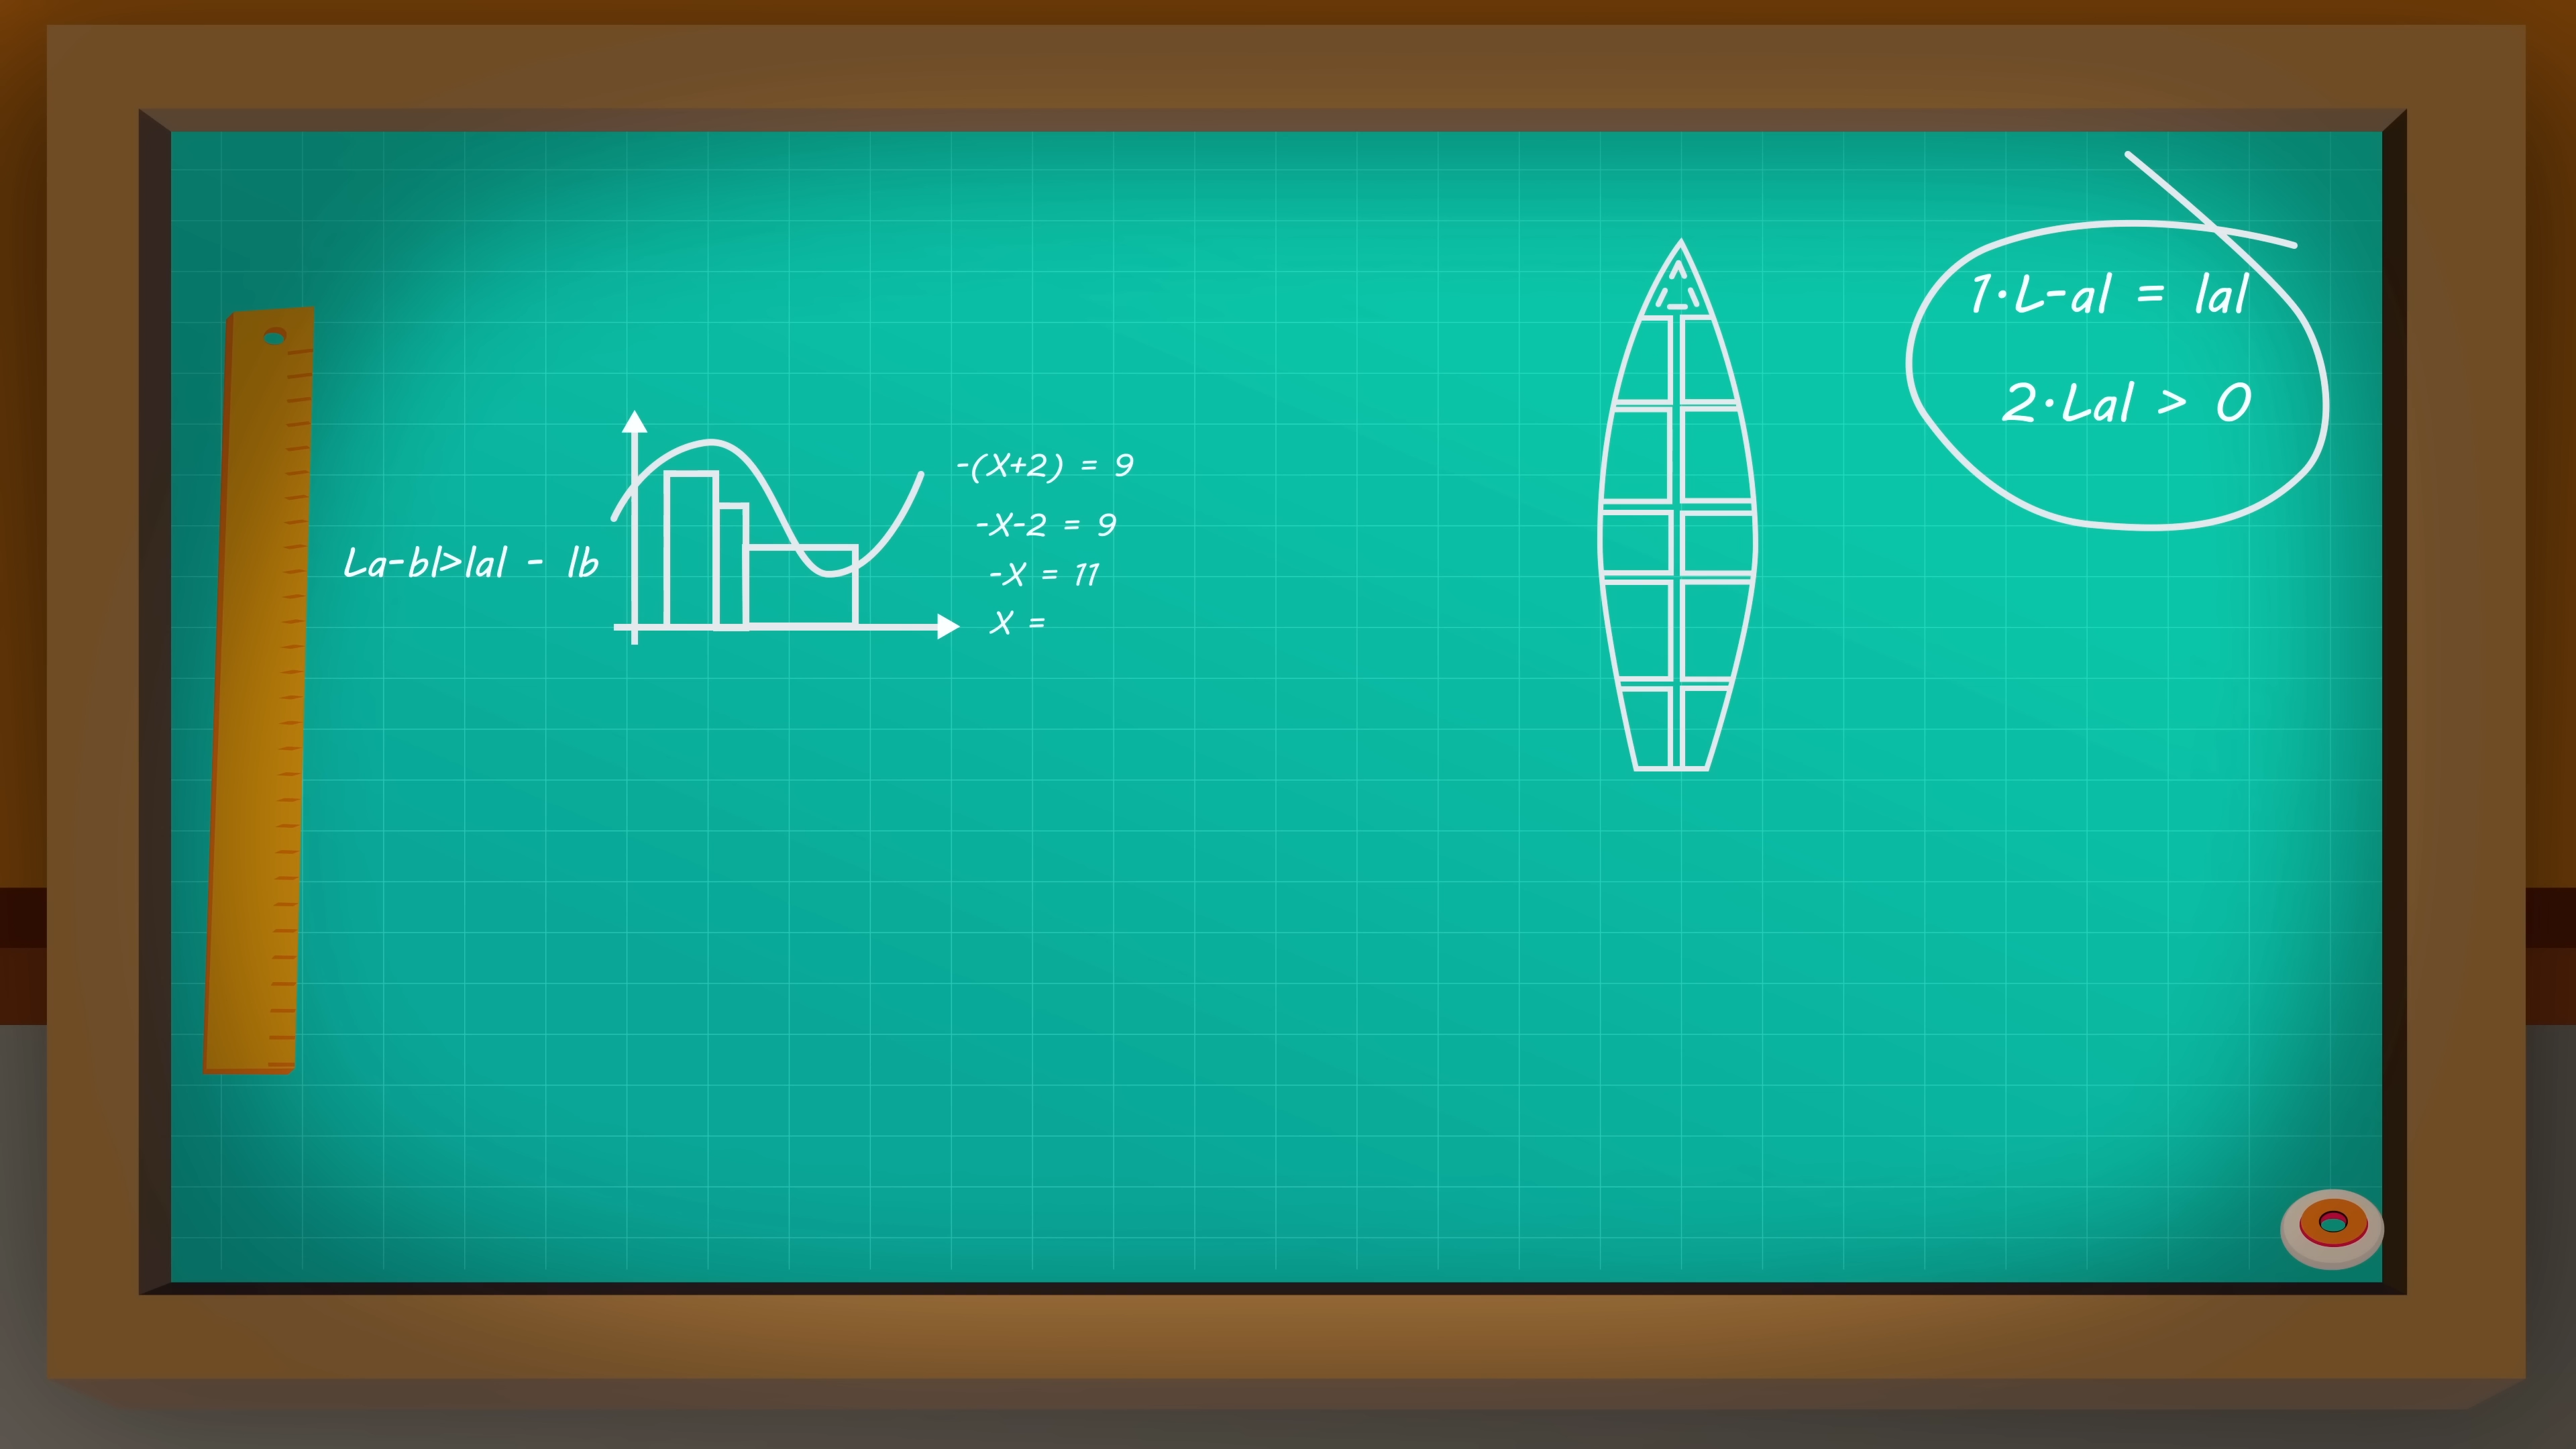 La-bl>lal - lb
-(X+2) = 9
-X-2 = 9
-X = 11
X =
1·L-al = lal
2·Lal > 0